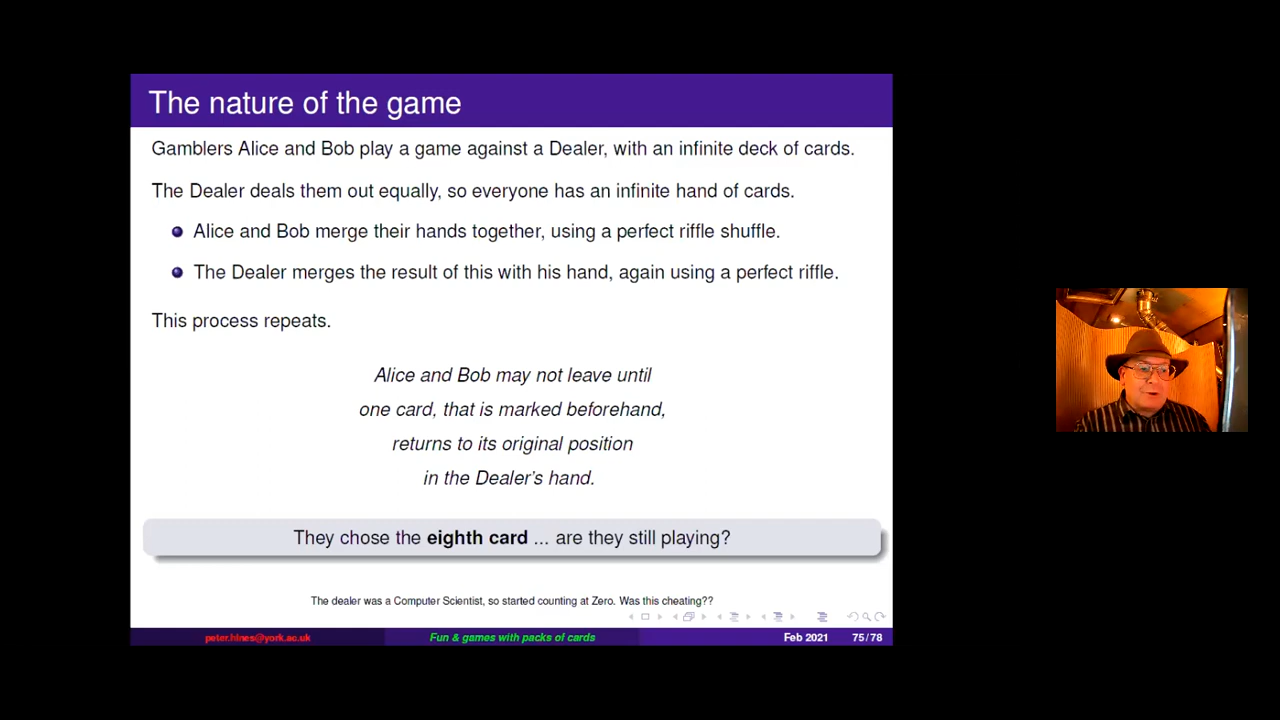 The nature of the game
Gamblers Alice and Bob play a game against a Dealer, with an infinite deck of cards.
The Dealer deals them out equally, so everyone has an infinite hand of cards.
Alice and Bob merge their hands together, using a perfect riffle shuffle.
The Dealer merges the result of this with his hand, again using a perfect riffle.
This process repeats.
Alice and Bob may not leave until
one card, that is marked beforehand,
returns to its original position
in the Dealer's hand.
They chose the eighth card ... are they still playing?
The dealer was a Computer Scientist, so started counting at Zero. Was this cheating??
peter.hines@york.ac.uk
Fun & games with packs of cards
Feb 2021
75 / 78